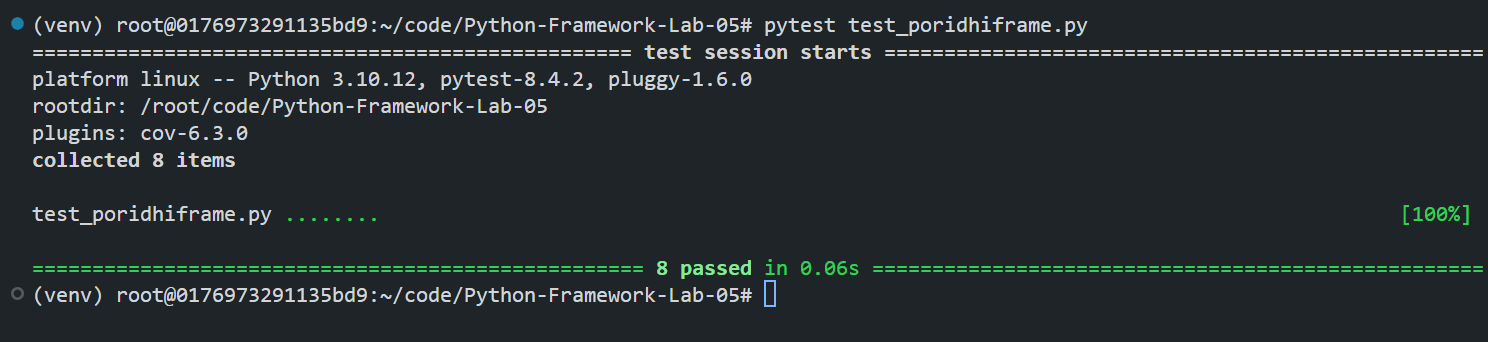 (venv) root@0176973291135bd9:~/code/Python-Framework-Lab-05# pytest test_poridhiframe.py
================================================== test session starts ==================================================
platform linux -- Python 3.10.12, pytest-8.4.2, pluggy-1.6.0
rootdir: /root/code/Python-Framework-Lab-05
plugins: cov-6.3.0
collected 8 items
test_poridhiframe.py ........ [100%]
=================================================== 8 passed in 0.06s ===================================================
(venv) root@0176973291135bd9:~/code/Python-Framework-Lab-05#